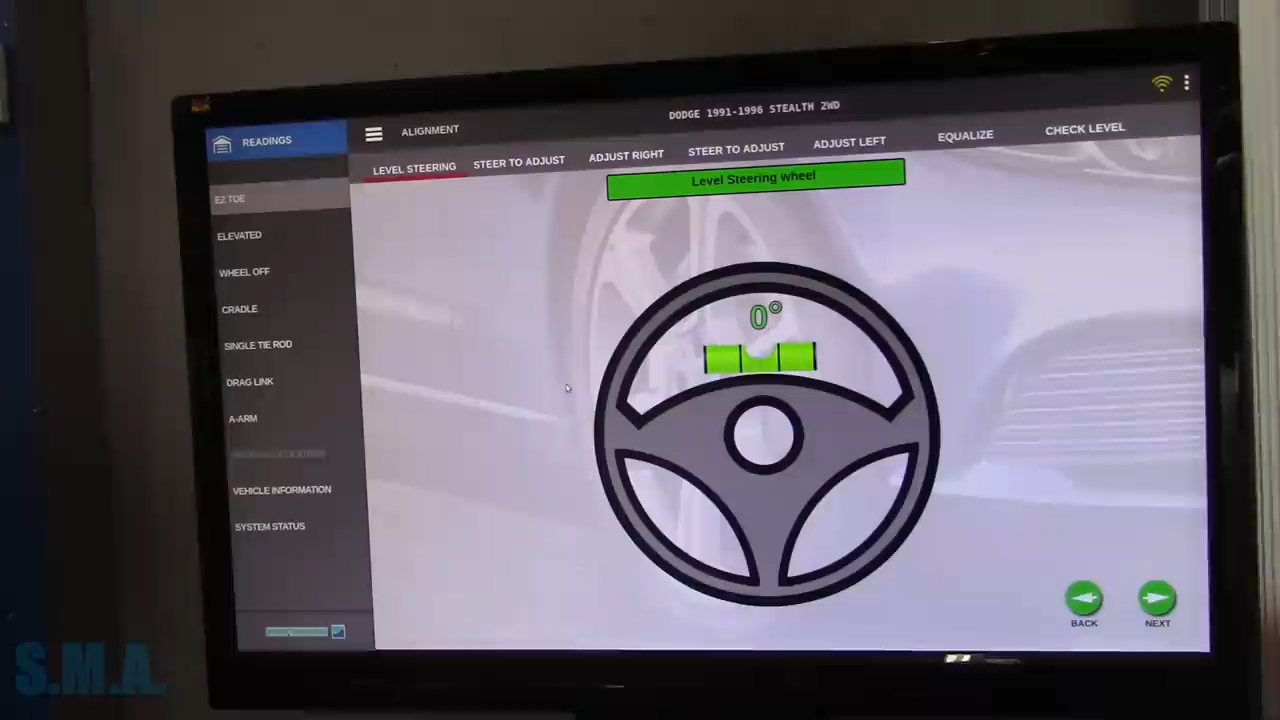 DODGE 1991-1996 STEALTH 2WD
READINGS
ALIGNMENT
LEVEL STEERING STEER TO ADJUST ADJUST RIGHT STEER TO ADJUST ADJUST LEFT EQUALIZE CHECK LEVEL
Level Steering wheel
EZ TOE
ELEVATED
WHEEL OFF
CRADLE
SINGLE TIE ROD
DRAG LINK
A-ARM
VEHICLE INFORMATION
SYSTEM STATUS
0°
BACK NEXT
S.M.A.